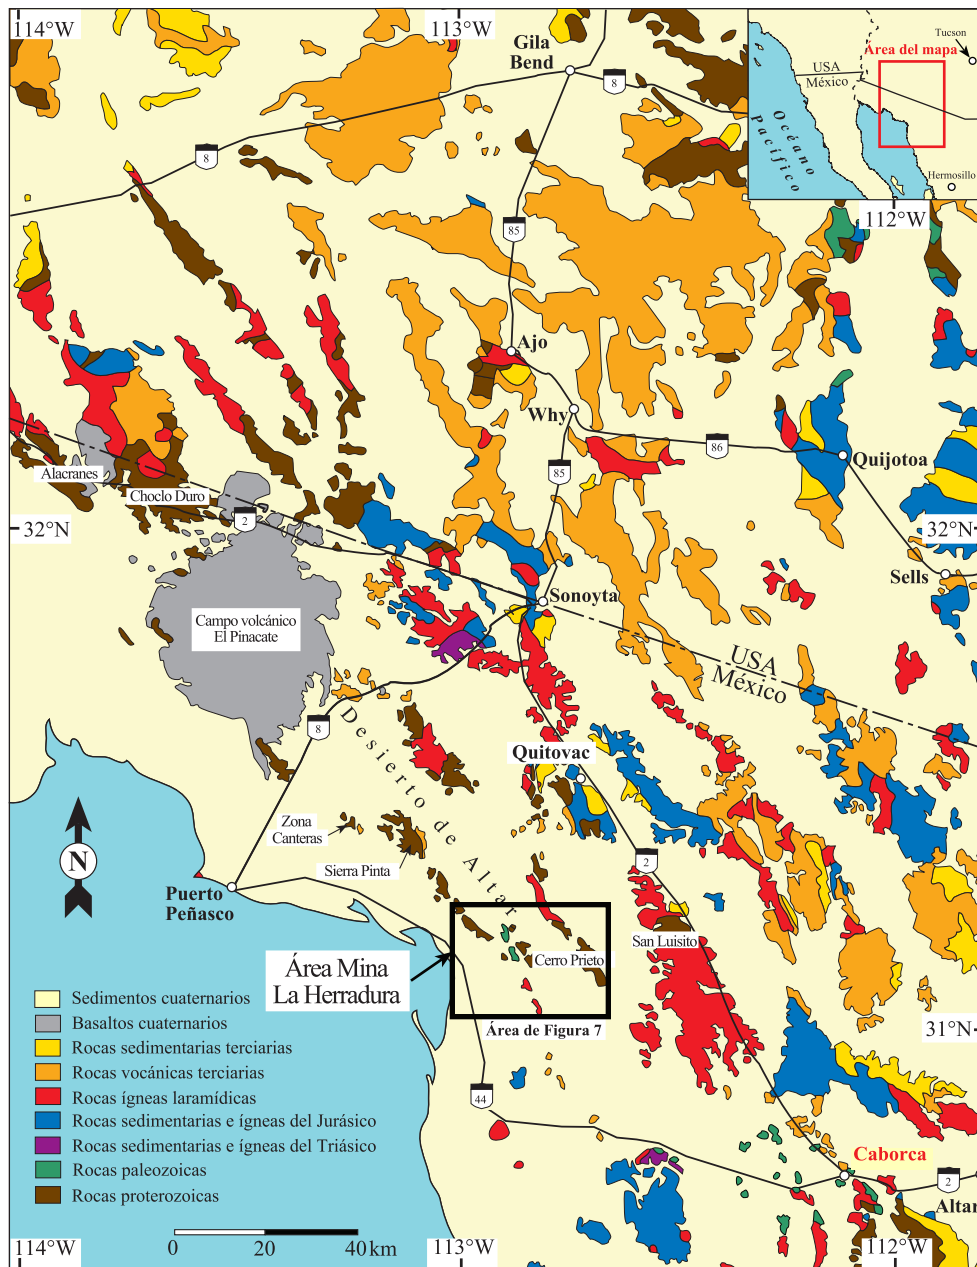 114°W
113°W
Gila
Bend
8
8
Tucson
Área del mapa
USA
México
Océano
Pacífico
Hermosillo
112°W
85
Ajo
Why
86
85
Quijotoa
Alacranes
Choclo Duro
2
32°N
32°N
Sells
Sonoyta
Campo volcánico
El Pinacate
USA
México
8
Desierto de Altar
Quitovac
Zona
Canteras
Sierra Pinta
2
N
Puerto
Peñasco
San Luisito
Cerro Prieto
Área Mina
La Herradura
Área de Figura 7
31°N
Sedimentos cuaternarios
Basaltos cuaternarios
Rocas sedimentarias terciarias
Rocas vocánicas terciarias
Rocas ígneas laramídicas
Rocas sedimentarias e ígneas del Jurásico
Rocas sedimentarias e ígneas del Triásico
Rocas paleozoicas
Rocas proterozoicas
44
Caborca
2
Altar
0 20 40 km
114°W
113°W
112°W